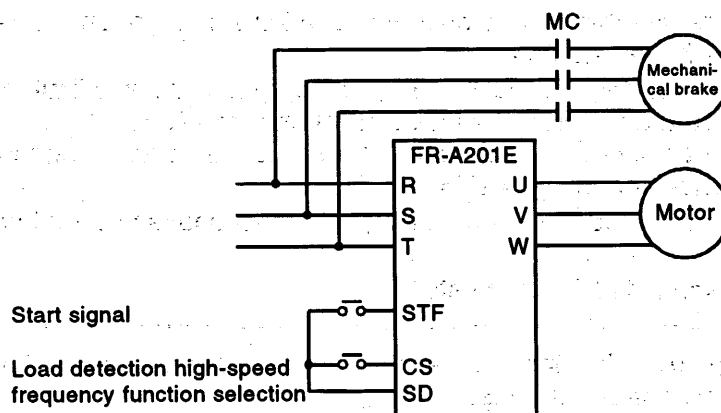 MC
Mechani-
cal brake
FR-A201E
R
U
S
V
Motor
T
W
Start signal
STF
Load detection high-speed
CS
frequency function selection
SD